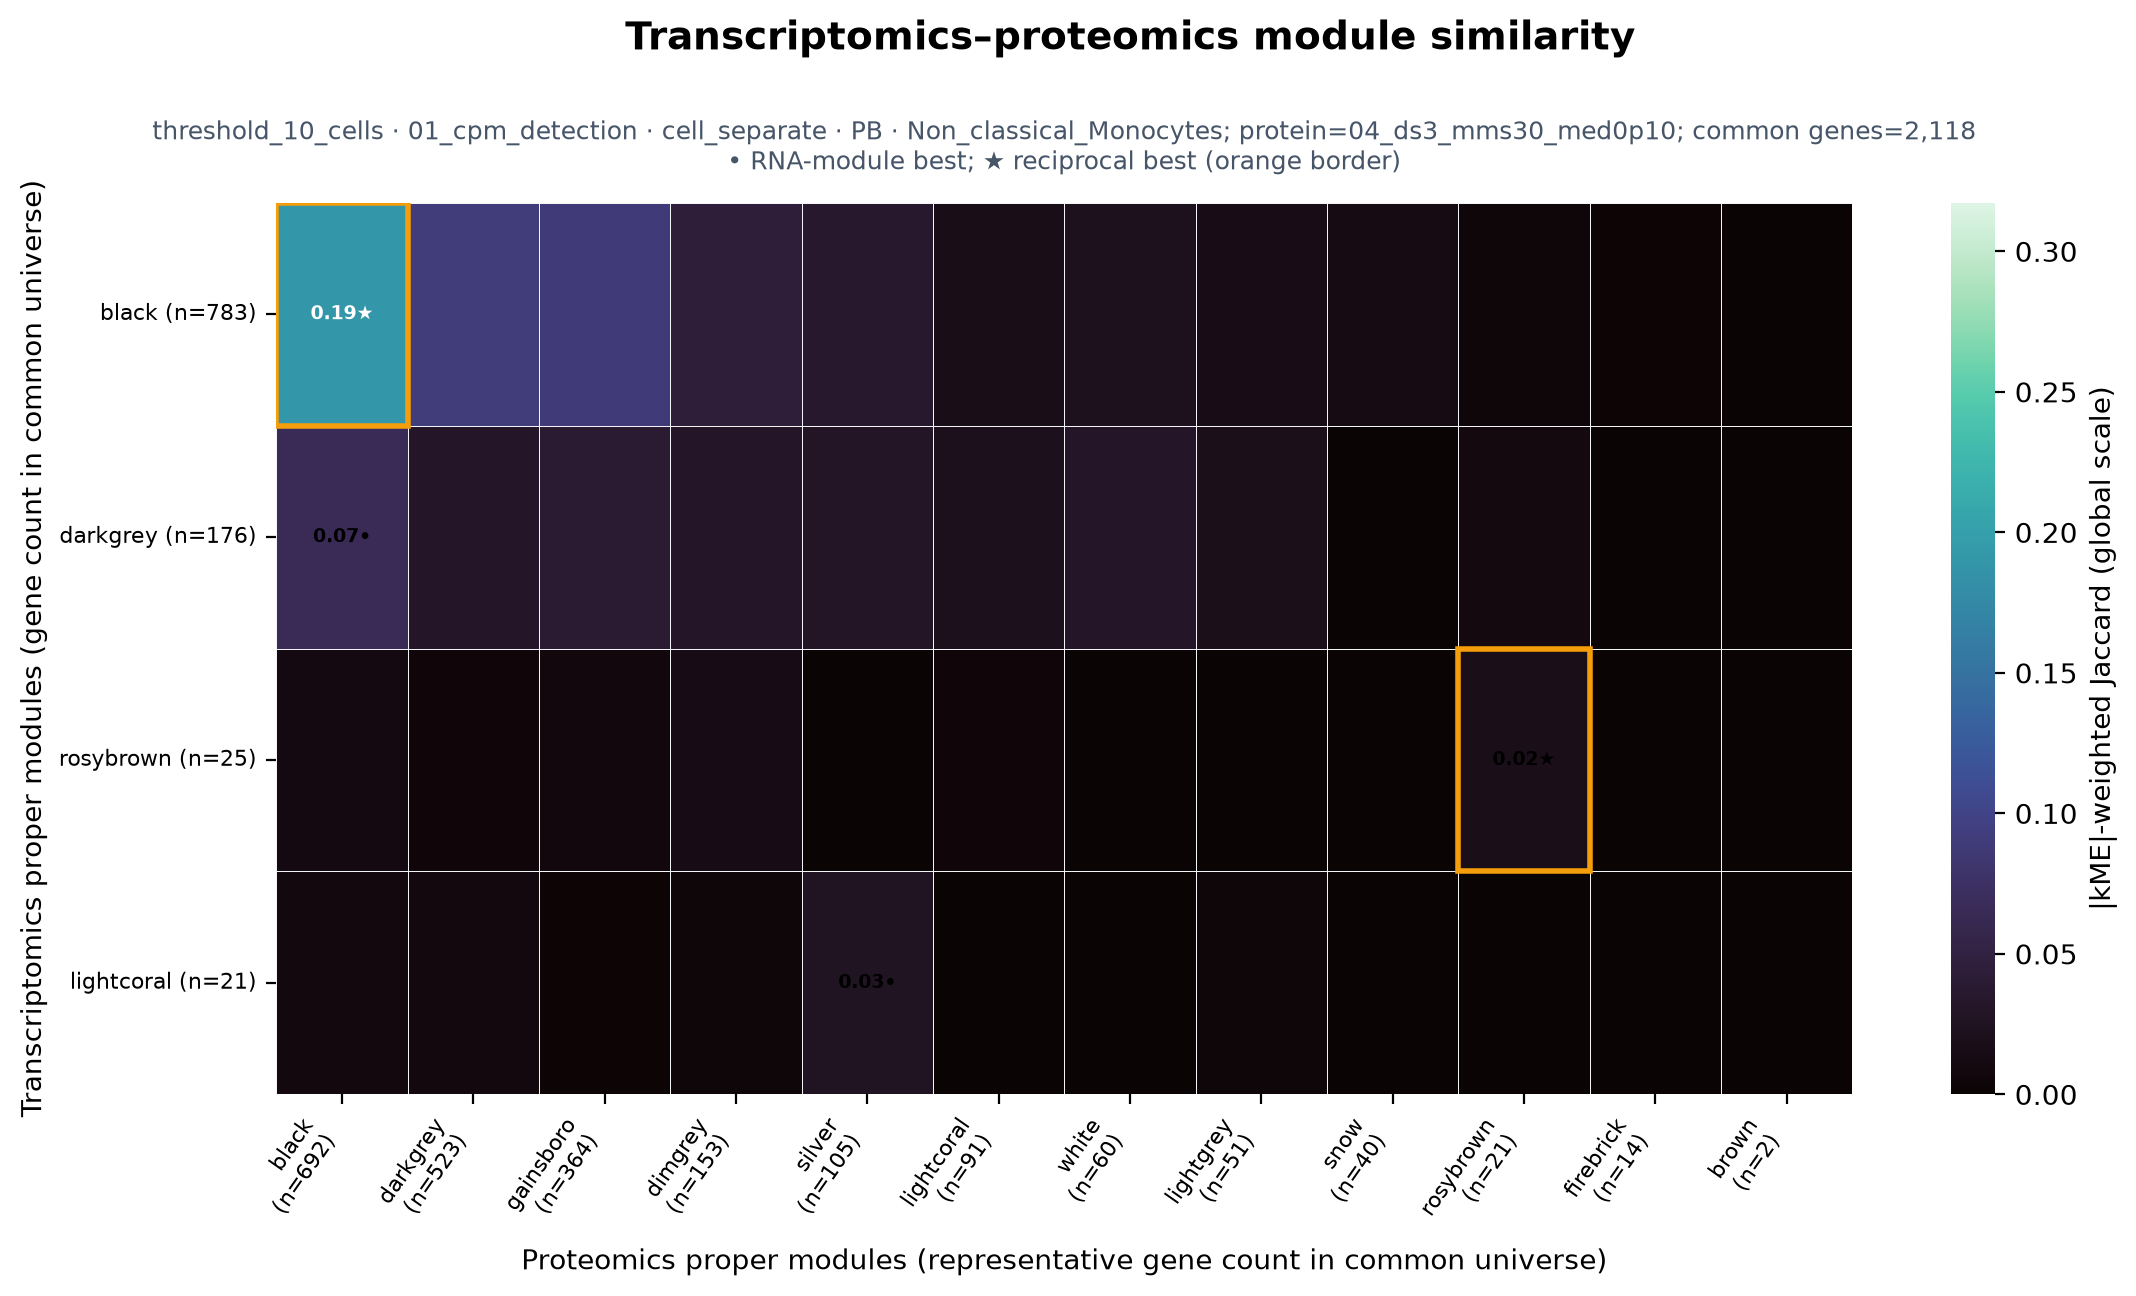 Transcriptomics–proteomics module similarity
threshold_10_cells · 01_cpm_detection · cell_separate · PB · Non_classical_Monocytes; protein=04_ds3_mms30_med0p10; common genes=2,118
• RNA-module best; ★ reciprocal best (orange border)
Transcriptomics proper modules (gene count in common universe)
black (n=783)
darkgrey (n=176)
rosybrown (n=25)
lightcoral (n=21)
0.19★
0.07•
0.02★
0.03•
black
(n=692)
darkgrey
(n=523)
gainsboro
(n=364)
dimgrey
(n=153)
silver
(n=105)
lightcoral
(n=91)
white
(n=60)
lightgrey
(n=51)
snow
(n=40)
rosybrown
(n=21)
firebrick
(n=14)
brown
(n=2)
Proteomics proper modules (representative gene count in common universe)
0.30
0.25
0.20
0.15
0.10
0.05
0.00
|kME|-weighted Jaccard (global scale)